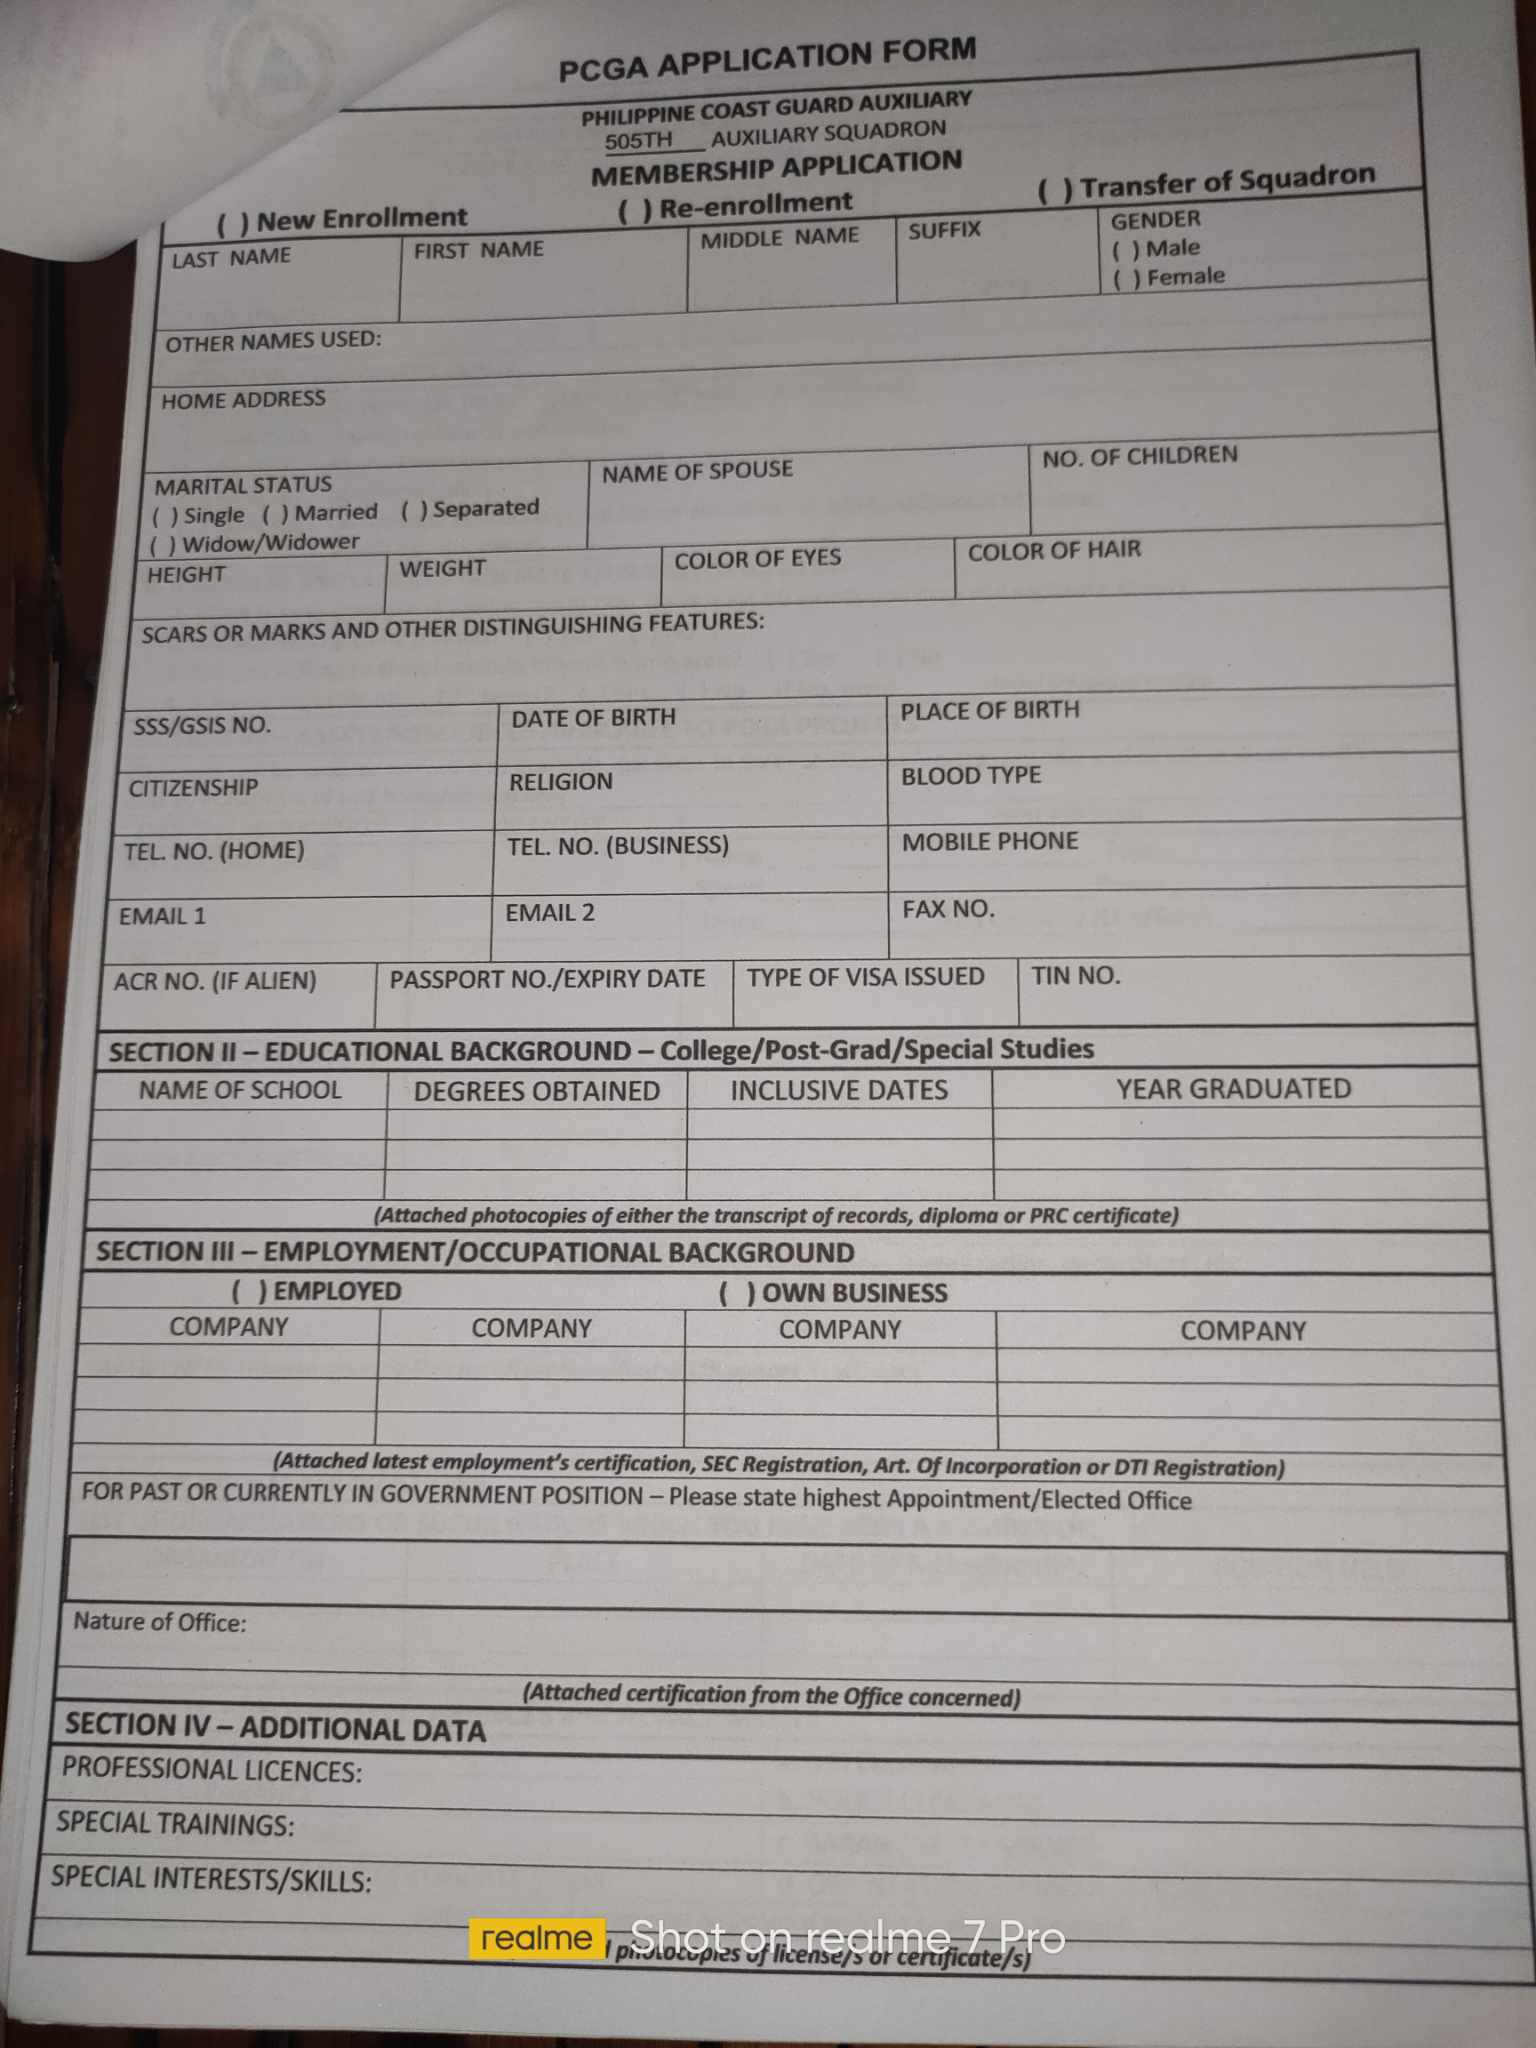 PCGA APPLICATION FORM
PHILIPPINE COAST GUARD AUXILIARY
505TH AUXILIARY SQUADRON
MEMBERSHIP APPLICATION
( ) New Enrollment ( ) Re-enrollment ( ) Transfer of Squadron
LAST NAME FIRST NAME MIDDLE NAME SUFFIX GENDER
( ) Male
( ) Female
OTHER NAMES USED:
HOME ADDRESS
MARITAL STATUS NAME OF SPOUSE NO. OF CHILDREN
( ) Single ( ) Married ( ) Separated
( ) Widow/Widower
HEIGHT WEIGHT COLOR OF EYES COLOR OF HAIR
SCARS OR MARKS AND OTHER DISTINGUISHING FEATURES:
SSS/GSIS NO. DATE OF BIRTH PLACE OF BIRTH
CITIZENSHIP RELIGION BLOOD TYPE
TEL. NO. (HOME) TEL. NO. (BUSINESS) MOBILE PHONE
EMAIL 1 EMAIL 2 FAX NO.
ACR NO. (IF ALIEN) PASSPORT NO./EXPIRY DATE TYPE OF VISA ISSUED TIN NO.
SECTION II – EDUCATIONAL BACKGROUND – College/Post-Grad/Special Studies
NAME OF SCHOOL DEGREES OBTAINED INCLUSIVE DATES YEAR GRADUATED
(Attached photocopies of either the transcript of records, diploma or PRC certificate)
SECTION III – EMPLOYMENT/OCCUPATIONAL BACKGROUND
( ) EMPLOYED ( ) OWN BUSINESS
COMPANY COMPANY COMPANY COMPANY
(Attached latest employment's certification, SEC Registration, Art. Of Incorporation or DTI Registration)
FOR PAST OR CURRENTLY IN GOVERNMENT POSITION – Please state highest Appointment/Elected Office
Nature of Office:
(Attached certification from the Office concerned)
SECTION IV – ADDITIONAL DATA
PROFESSIONAL LICENCES:
SPECIAL TRAININGS:
SPECIAL INTERESTS/SKILLS:
realme Shot on realme 7 Pro
photocopies of license/s or certificate/s)